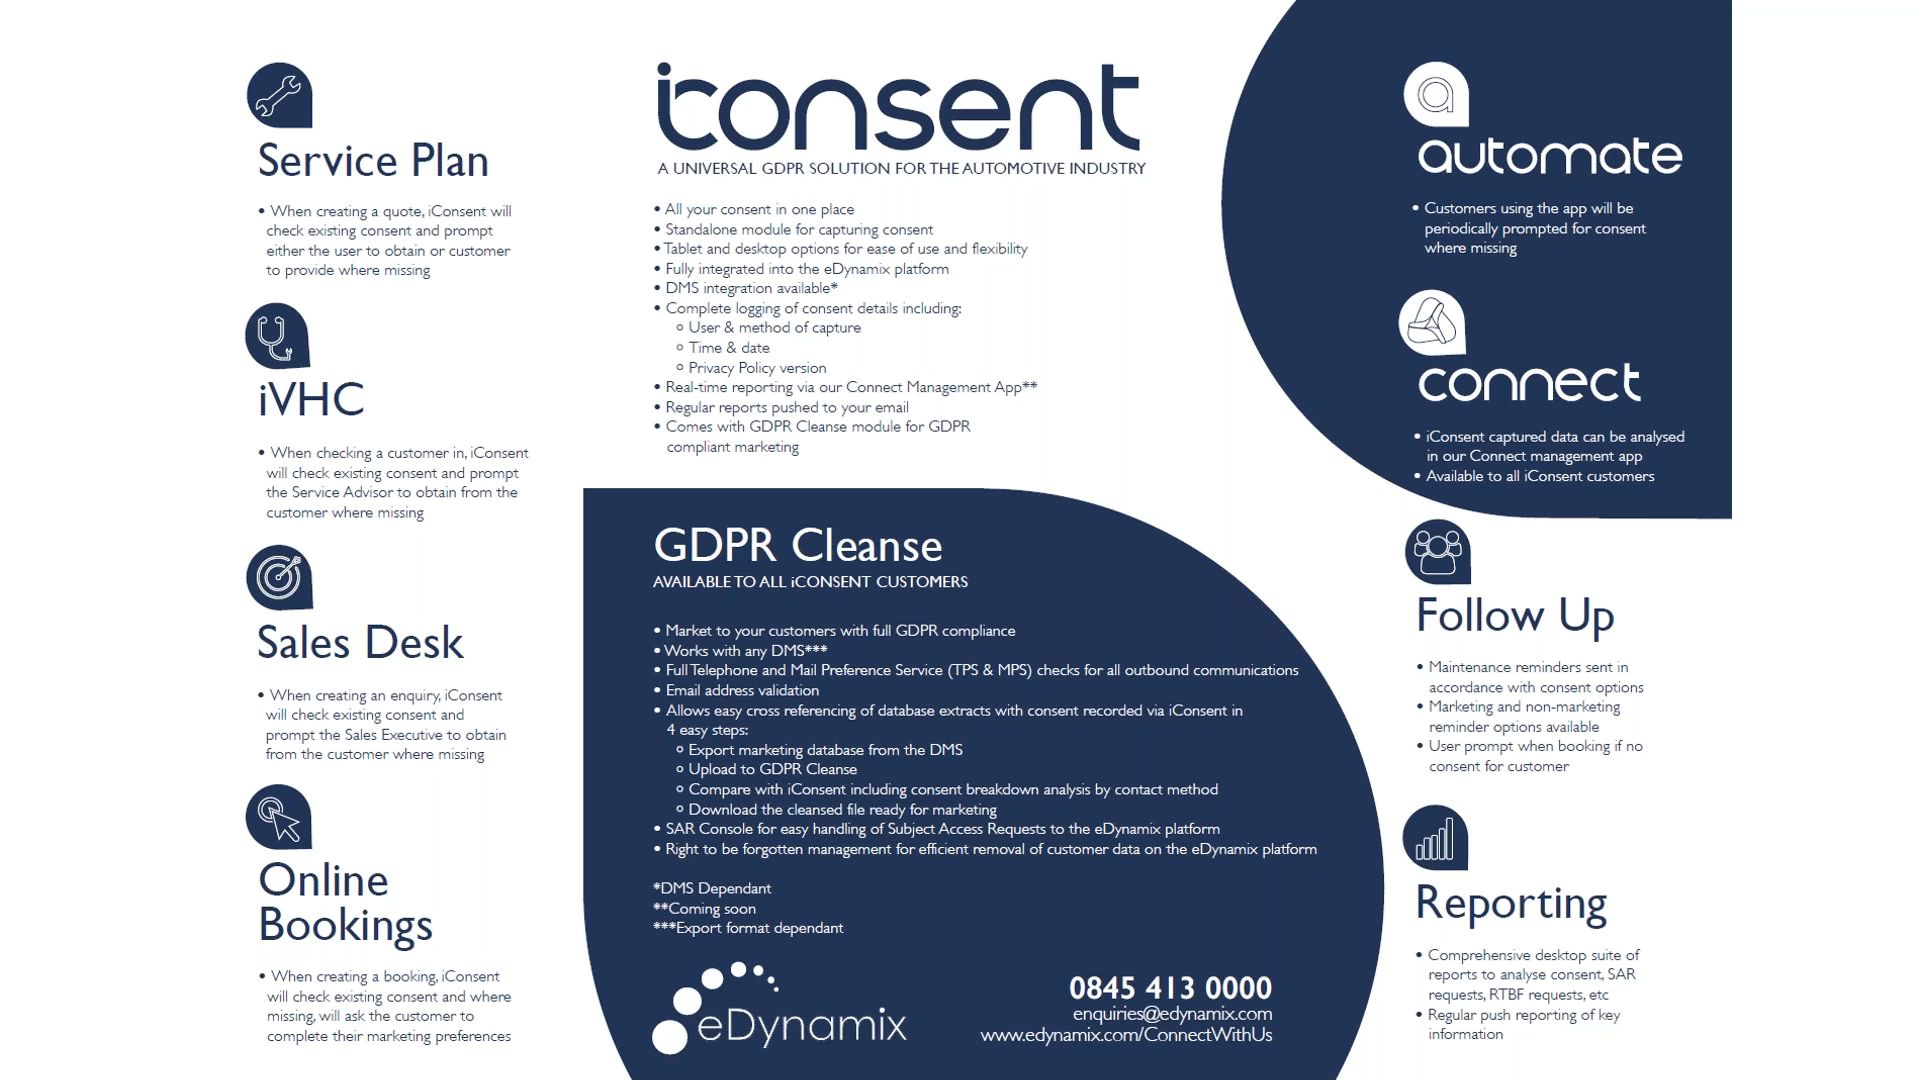 Service Plan
• When creating a quote, iConsent will
check existing consent and prompt
either the user to obtain or customer
to provide where missing
iVHC
• When checking a customer in, iConsent
will check existing consent and prompt
the Service Advisor to obtain from the
customer where missing
Sales Desk
• When creating an enquiry, iConsent
will check existing consent and
prompt the Sales Executive to obtain
from the customer where missing
Online
Bookings
• When creating a booking, iConsent
will check existing consent and where
missing, will ask the customer to
complete their marketing preferences
iconsent
A UNIVERSAL GDPR SOLUTION FOR THE AUTOMOTIVE INDUSTRY
• All your consent in one place
• Standalone module for capturing consent
• Tablet and desktop options for ease of use and flexibility
• Fully integrated into the eDynamix platform
• DMS integration available*
• Complete logging of consent details including:
∘ User & method of capture
∘ Time & date
∘ Privacy Policy version
• Real-time reporting via our Connect Management App**
• Regular reports pushed to your email
• Comes with GDPR Cleanse module for GDPR
compliant marketing
GDPR Cleanse
AVAILABLE TO ALL iCONSENT CUSTOMERS
• Market to your customers with full GDPR compliance
• Works with any DMS***
• Full Telephone and Mail Preference Service (TPS & MPS) checks for all outbound communications
• Email address validation
• Allows easy cross referencing of database extracts with consent recorded via iConsent in
4 easy steps:
∘ Export marketing database from the DMS
∘ Upload to GDPR Cleanse
∘ Compare with iConsent including consent breakdown analysis by contact method
∘ Download the cleansed file ready for marketing
• SAR Console for easy handling of Subject Access Requests to the eDynamix platform
• Right to be forgotten management for efficient removal of customer data on the eDynamix platform
*DMS Dependant
**Coming soon
***Export format dependant
eDynamix
0845 413 0000
enquiries@edynamix.com
www.edynamix.com/ConnectWithUs
a
automate
• Customers using the app will be
periodically prompted for consent
where missing
connect
• iConsent captured data can be analysed
in our Connect management app
• Available to all iConsent customers
Follow Up
• Maintenance reminders sent in
accordance with consent options
• Marketing and non-marketing
reminder options available
• User prompt when booking if no
consent for customer
Reporting
• Comprehensive desktop suite of
reports to analyse consent, SAR
requests, RTBF requests, etc
• Regular push reporting of key
information